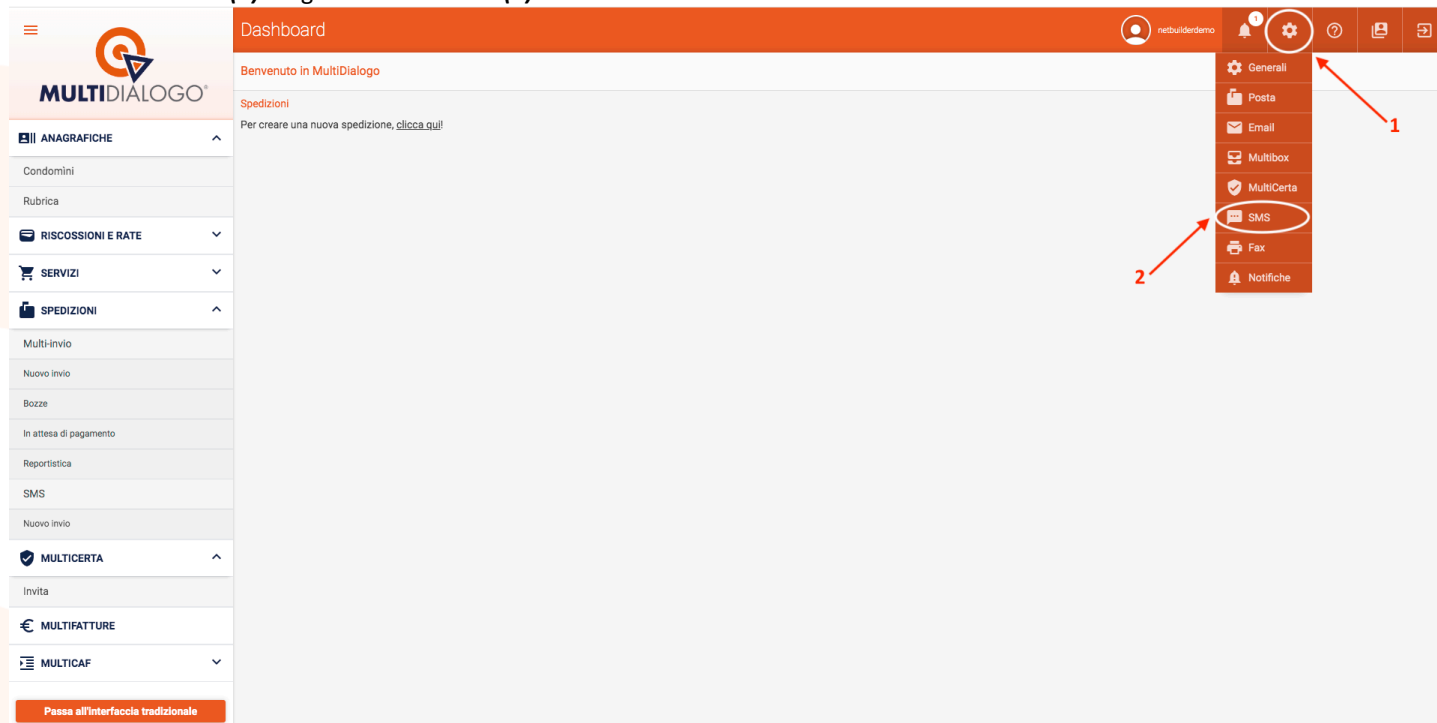 Dashboard
netbuilderdemo
1
MULTIDIALOGO®
Benvenuto in MultiDialogo
Spedizioni
Per creare una nuova spedizione, clicca qui!
Generali
Posta
Email
Multibox
MultiCerta
SMS
Fax
Notifiche
1
2
ANAGRAFICHE
Condomìni
Rubrica
RISCOSSIONI E RATE
SERVIZI
SPEDIZIONI
Multi-invio
Nuovo invio
Bozze
In attesa di pagamento
Reportistica
SMS
Nuovo invio
MULTICERTA
Invita
MULTIFATTURE
MULTICAF
Passa all'interfaccia tradizionale